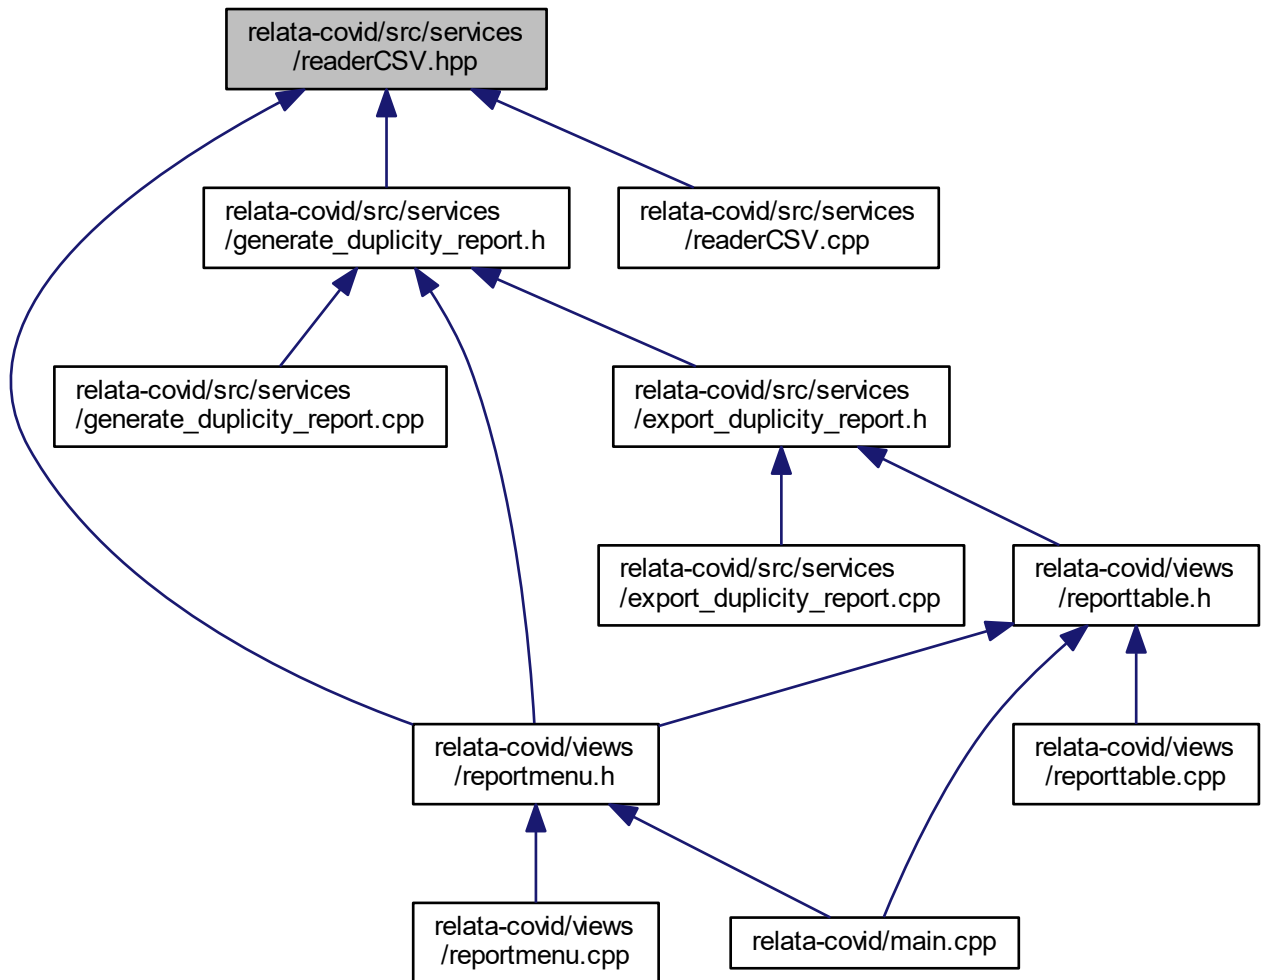 relata-covid/src/services
/readerCSV.hpp
relata-covid/src/services
/generate_duplicity_report.h
relata-covid/src/services
/readerCSV.cpp
relata-covid/src/services
/generate_duplicity_report.cpp
relata-covid/src/services
/export_duplicity_report.h
relata-covid/src/services
/export_duplicity_report.cpp
relata-covid/views
/reporttable.h
relata-covid/views
/reportmenu.h
relata-covid/views
/reporttable.cpp
relata-covid/views
/reportmenu.cpp
relata-covid/main.cpp